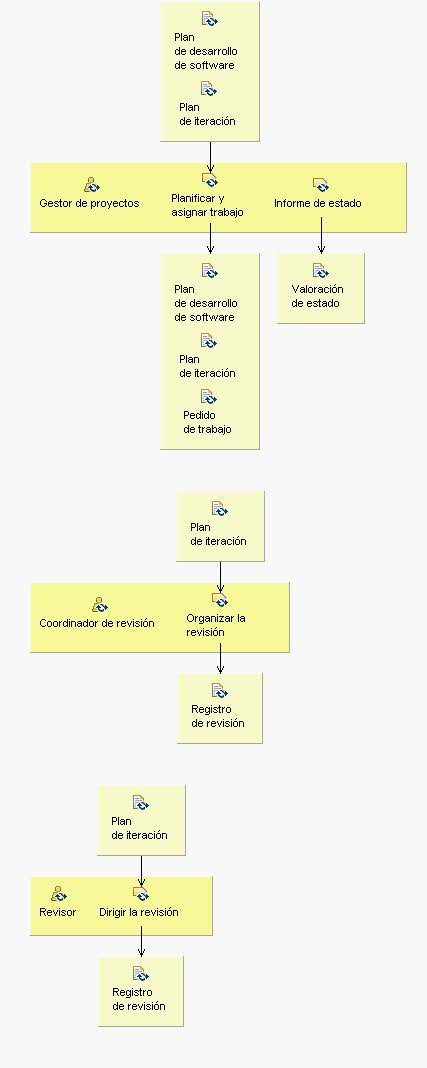 Plan
de desarrollo
de software
Plan
de iteración
Gestor de proyectos
Planificar y
asignar trabajo
Informe de estado
Plan
de desarrollo
de software
Plan
de iteración
Pedido
de trabajo
Valoración
de estado
Plan
de iteración
Coordinador de revisión
Organizar la
revisión
Registro
de revisión
Plan
de iteración
Revisor
Dirigir la revisión
Registro
de revisión